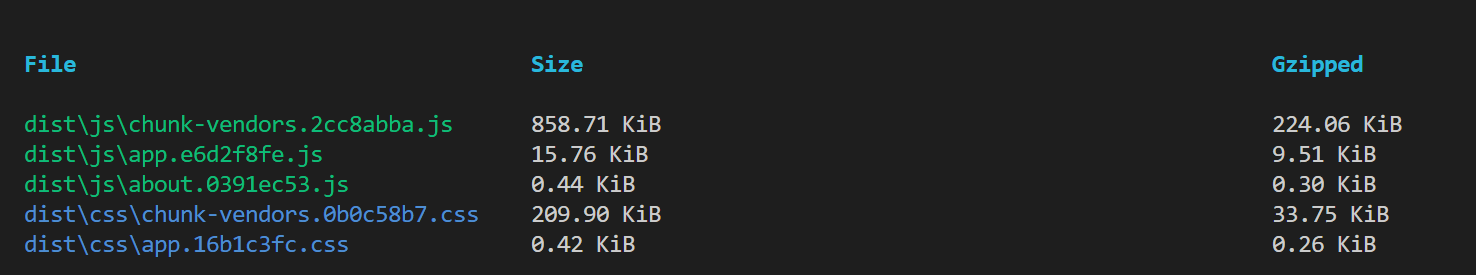 File Size Gzipped
dist\js\chunk-vendors.2cc8abba.js 858.71 KiB 224.06 KiB
dist\js\app.e6d2f8fe.js 15.76 KiB 9.51 KiB
dist\js\about.0391ec53.js 0.44 KiB 0.30 KiB
dist\css\chunk-vendors.0b0c58b7.css 209.90 KiB 33.75 KiB
dist\css\app.16b1c3fc.css 0.42 KiB 0.26 KiB